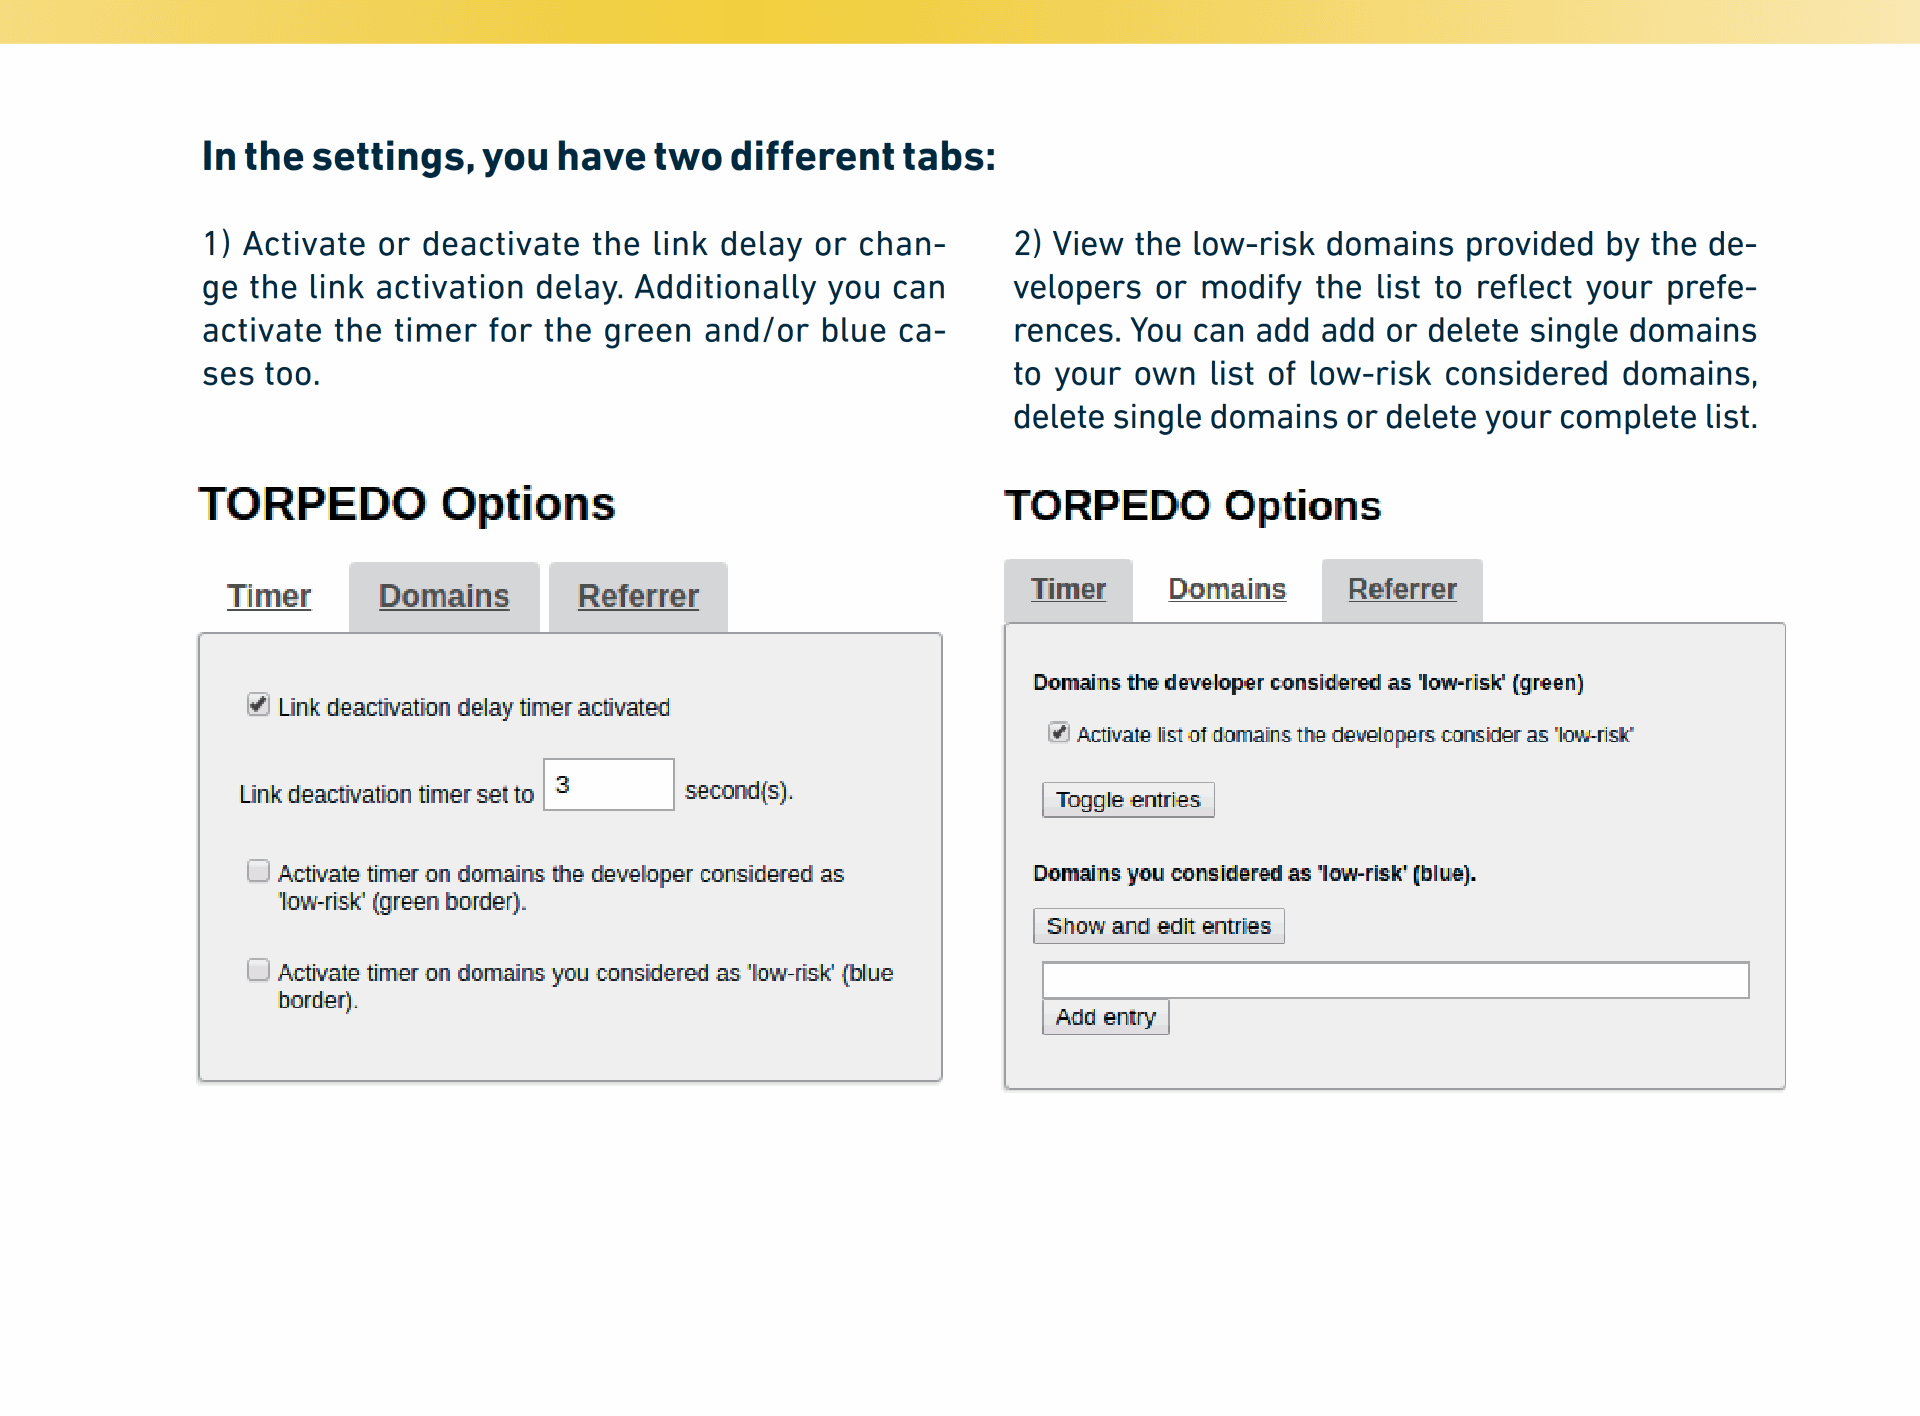 In the settings, you have two different tabs:
1) Activate or deactivate the link delay or chan-
ge the link activation delay. Additionally you can
activate the timer for the green and/or blue ca-
ses too.
2) View the low-risk domains provided by the de-
velopers or modify the list to reflect your prefe-
rences. You can add add or delete single domains
to your own list of low-risk considered domains,
delete single domains or delete your complete list.
TORPEDO Options
Timer Domains Referrer
Link deactivation delay timer activated
Link deactivation timer set to 3 second(s).
Activate timer on domains the developer considered as
'low-risk' (green border).
Activate timer on domains you considered as 'low-risk' (blue
border).
TORPEDO Options
Timer Domains Referrer
Domains the developer considered as 'low-risk' (green)
Activate list of domains the developers consider as 'low-risk'
Toggle entries
Domains you considered as 'low-risk' (blue).
Show and edit entries
Add entry